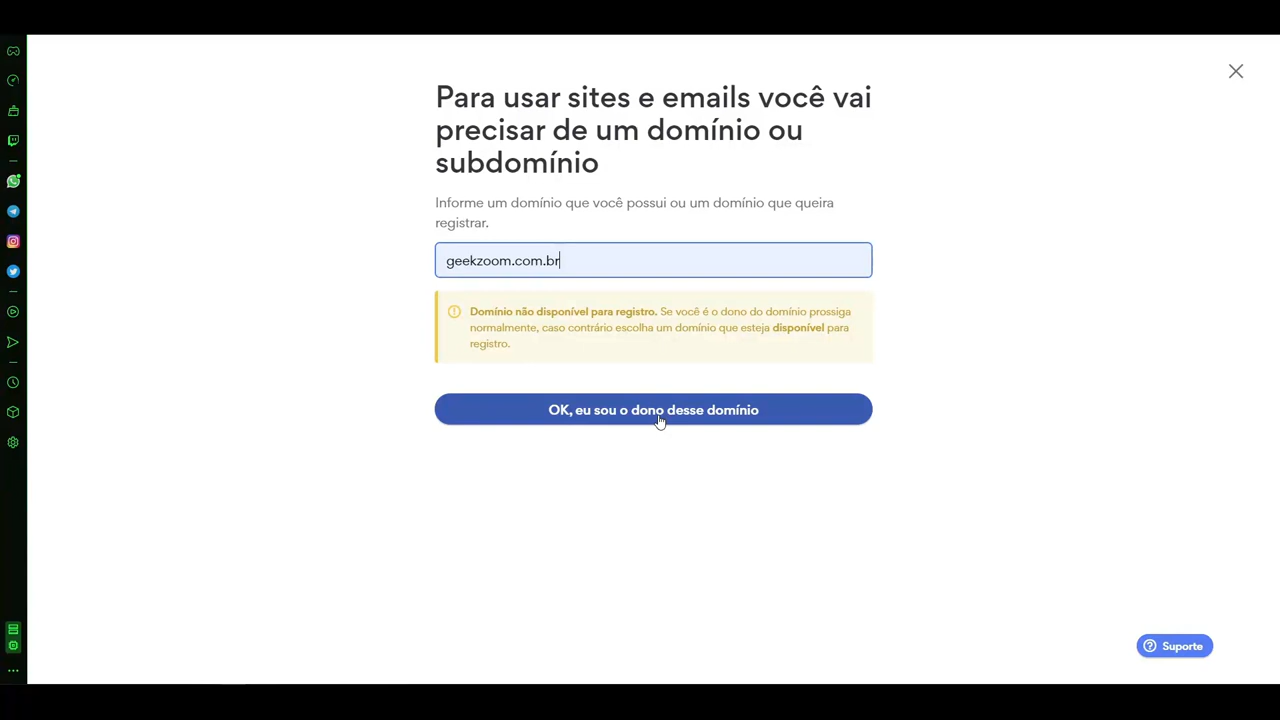 Para usar sites e emails você vai
precisar de um domínio ou
subdomínio
Informe um domínio que você possui ou um domínio que queira
registrar.
geekzoom.com.br
Domínio não disponível para registro. Se você é o dono do domínio prossiga
normalmente, caso contrário escolha um domínio que esteja disponível para
registro.
OK, eu sou o dono desse domínio
Suporte